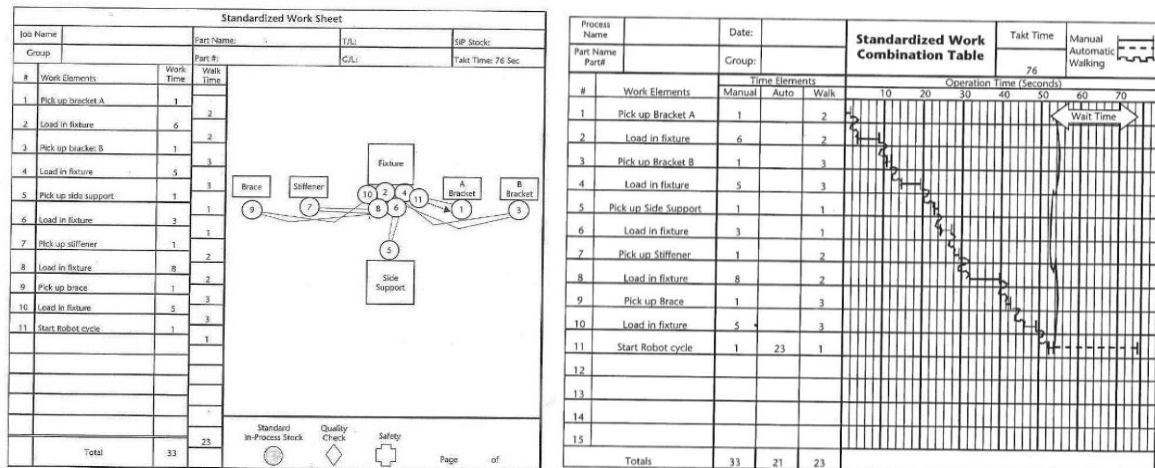 Standardized Work Sheet
Job Name Part Name: T/L: SIP Stock:
Group Part #: G/L: Takt Time: 76 Sec
# Work Elements Work Time Walk Time
1 Pick up bracket A 1 2
2 Load in fixture 6 2
3 Pick up bracket B 1 3
4 Load in fixture 5 3
5 Pick up side support 1 1
6 Load in fixture 3 1
7 Pick up stiffener 1 2
8 Load in fixture 8 2
9 Pick up brace 1 3
10 Load in fixture 5 3
11 Start Robot cycle 1 1
Total 33 23
Fixture
Brace Stiffener A Bracket B Bracket
10 2 4 11
9 7 8 6 1 3
5
Side Support
Standard In-Process Stock Quality Check Safety
Page of
Process Name Date: Standardized Work Combination Table Takt Time 76 Manual Automatic Walking
Part Name Part# Group:
# Work Elements Time Elements Operation Time (Seconds)
Manual Auto Walk 10 20 30 40 50 60 70
1 Pick up Bracket A 1 2 Wait Time
2 Load in fixture 6 2
3 Pick up Bracket B 1 3
4 Load in fixture 5 3
5 Pick up Side Support 1 1
6 Load in fixture 3 1
7 Pick up Stiffener 1 2
8 Load in fixture 8 2
9 Pick up Brace 1 3
10 Load in fixture 5 3
11 Start Robot cycle 1 23 1
12
13
14
15
Totals 33 21 23